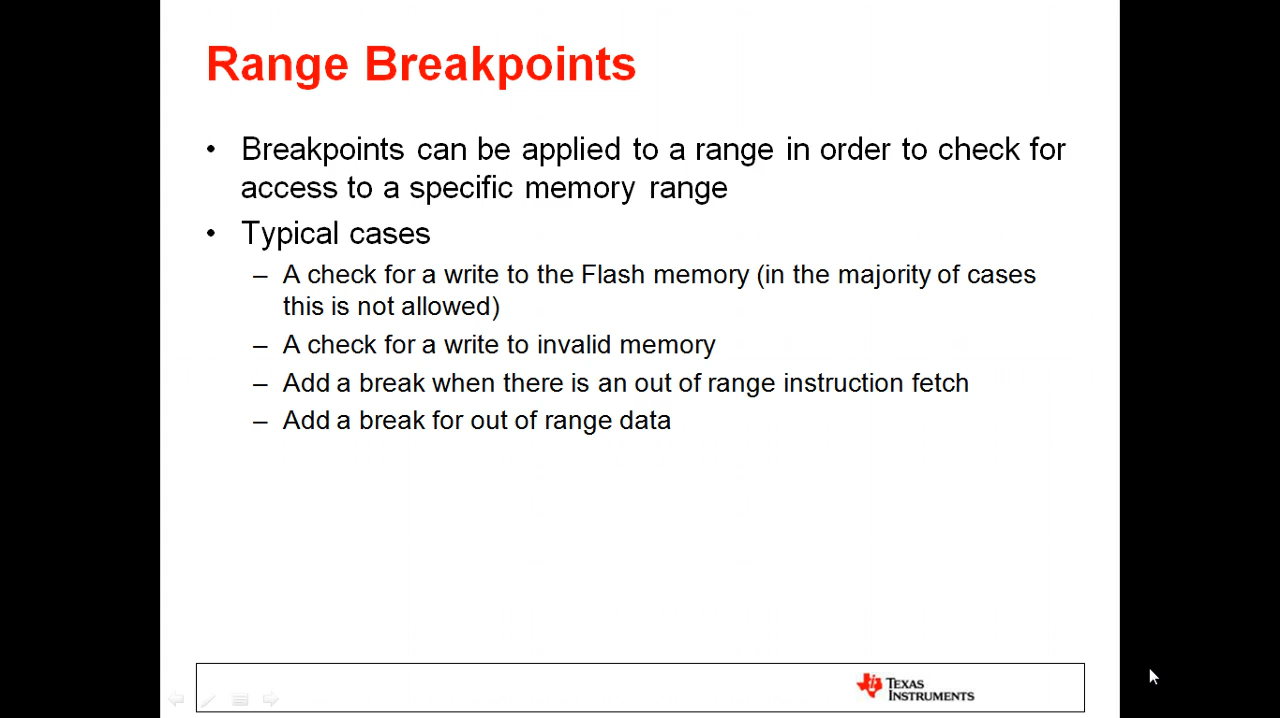 Range Breakpoints
• Breakpoints can be applied to a range in order to check for
access to a specific memory range
• Typical cases
– A check for a write to the Flash memory (in the majority of cases
this is not allowed)
– A check for a write to invalid memory
– Add a break when there is an out of range instruction fetch
– Add a break for out of range data
TEXAS
INSTRUMENTS